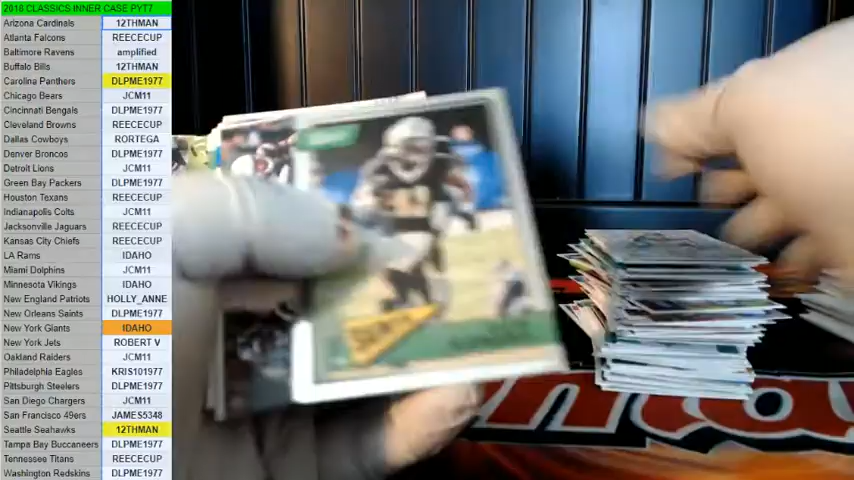 2016 CLASSICS INNER CASE PYT7
Arizona Cardinals 12THMAN
Atlanta Falcons REECECUP
Baltimore Ravens amplified
Buffalo Bills 12THMAN
Carolina Panthers DLPME1977
Chicago Bears JCM11
Cincinnati Bengals DLPME1977
Cleveland Browns REECECUP
Dallas Cowboys RORTEGA
Denver Broncos DLPME1977
Detroit Lions JCM11
Green Bay Packers DLPME1977
Houston Texans REECECUP
Indianapolis Colts JCM11
Jacksonville Jaguars REECECUP
Kansas City Chiefs REECECUP
LA Rams IDAHO
Miami Dolphins JCM11
Minnesota Vikings IDAHO
New England Patriots HOLLY_ANNE
New Orleans Saints DLPME1977
New York Giants IDAHO
New York Jets ROBERT V
Oakland Raiders JCM11
Philadelphia Eagles KRIS101977
Pittsburgh Steelers DLPME1977
San Diego Chargers JCM11
San Francisco 49ers JAMES5348
Seattle Seahawks 12THMAN
Tampa Bay Buccaneers DLPME1977
Tennessee Titans REECECUP
Washington Redskins DLPME1977